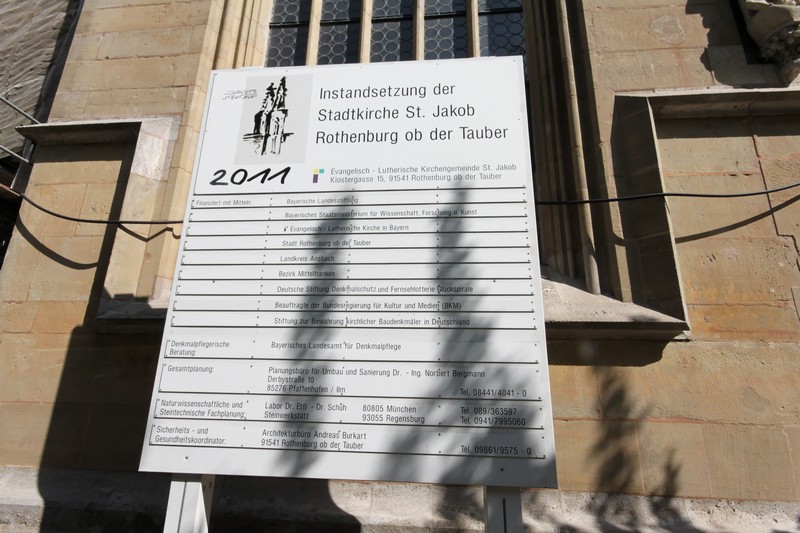 Instandsetzung der
Stadtkirche St. Jakob
Rothenburg ob der Tauber
2011
Evangelisch - Lutherische Kirchengemeinde St. Jakob
Klostergasse 15, 91541 Rothenburg ob der Tauber
Finanziert mit Mitteln: Bayerische Landesstiftung
Bayerisches Staatsministerium für Wissenschaft, Forschung u. Kunst
Evangelisch - Lutherische Kirche in Bayern
Stadt Rothenburg ob der Tauber
Landkreis Ansbach
Bezirk Mittelfranken
Deutsche Stiftung Denkmalschutz und Fernsehlotterie Glückspirale
Beauftragte der Bundesregierung für Kultur und Medien (BKM)
Stiftung zur Bewahrung kirchlicher Baudenkmäler in Deutschland
Denkmalpflegerische Bayerisches Landesamt für Denkmalpflege
Beratung:
Gesamtplanung: Planungsbüro für Umbau und Sanierung Dr. - Ing. Norbert Bergmann
Derbystraße 10
85276 Pfaffenhofen / Ilm Tel. 08441/4041 - 0
Naturwissenschaftliche und Labor Dr. Ettl - Dr. Schuh 80805 München Tel. 089/363597
Steintechnische Fachplanung: Steinwerkstatt 93055 Regensburg Tel. 0941/7995060
Sicherheits - und Architekturbüro Andreas Burkart
Gesundheitskoordinator: 91541 Rothenburg ob der Tauber Tel. 09861/9575 - 0